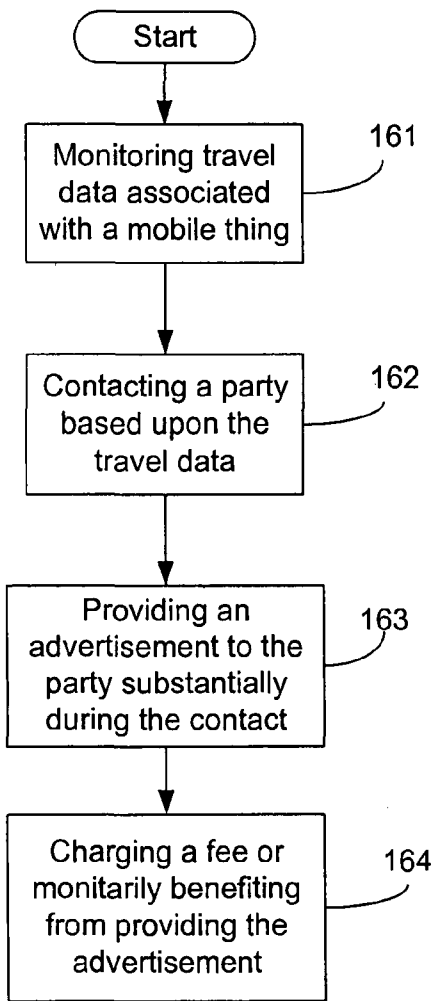 Start
161
Monitoring travel
data associated
with a mobile thing
162
Contacting a party
based upon the
travel data
163
Providing an
advertisement to the
party substantially
during the contact
164
Charging a fee or
monitarily benefiting
from providing the
advertisement